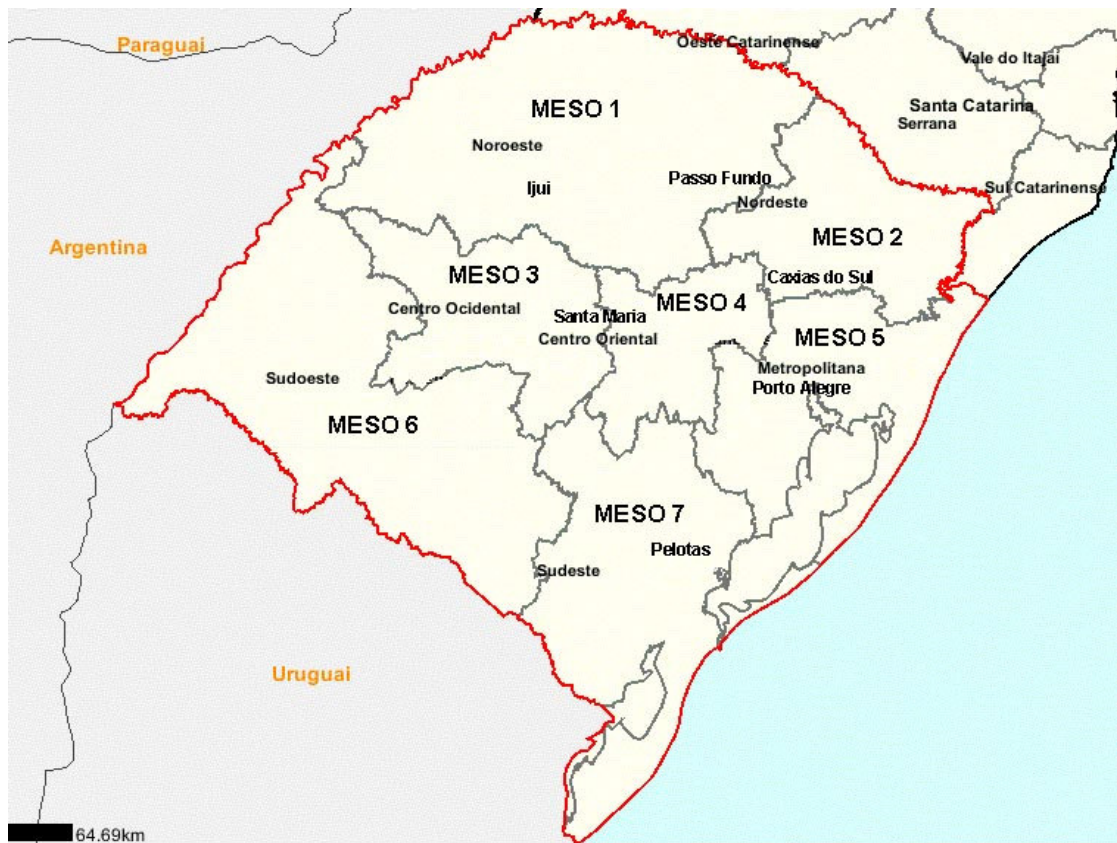 Paraguai
Oeste Catarinense
Vale do Itajaí
MESO 1
Santa Catarina
Serrana
Noroeste
Ijui
Passo Fundo
Sul Catarinense
Nordeste
Argentina
MESO 2
MESO 3
Caxias do Sul
Centro Ocidental
MESO 4
Santa Maria
Centro Oriental
MESO 5
Metropolitana
Porto Alegre
Sudoeste
MESO 6
MESO 7
Pelotas
Sudeste
Uruguai
64.69km